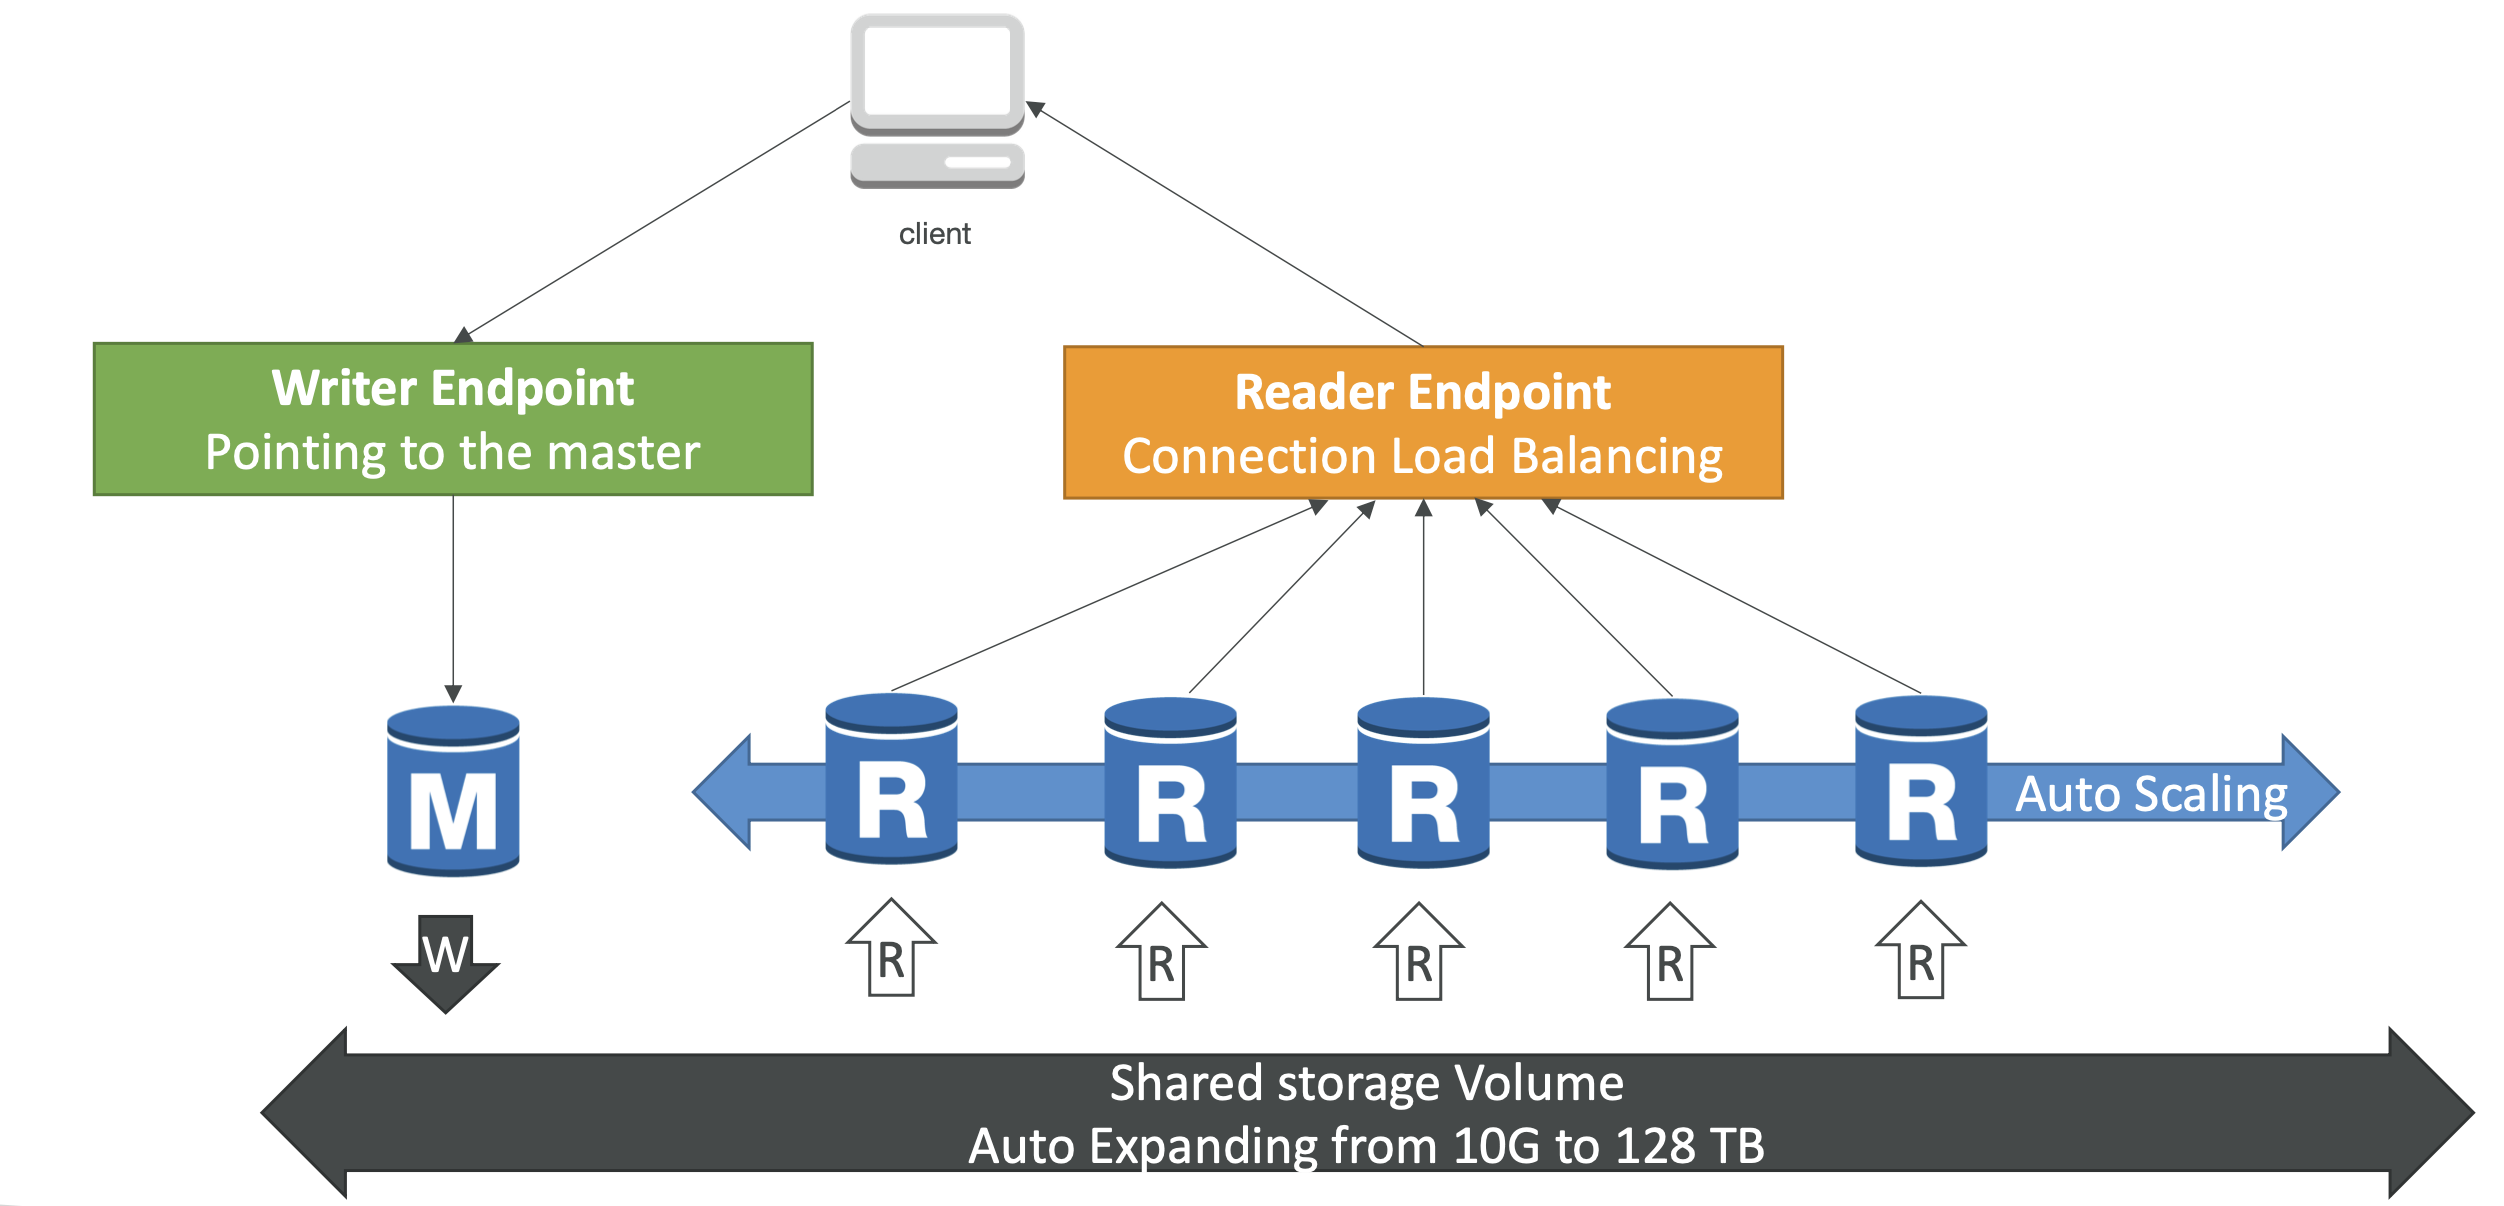 client
Writer Endpoint
Pointing to the master
Reader Endpoint
Connection Load Balancing
M
R
R
R
R
R
Auto Scaling
W
R
R
R
R
R
Shared storage Volume
Auto Expanding from 10G to 128 TB